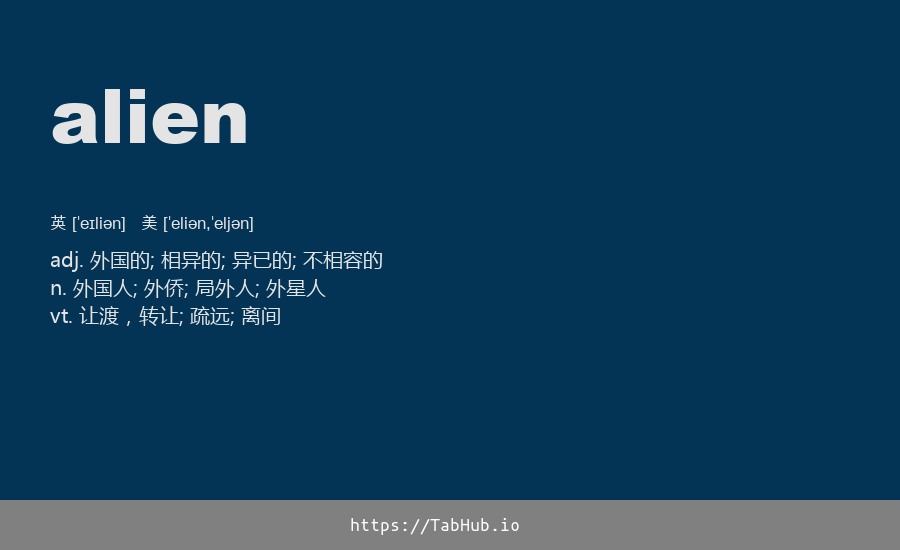 alien
英 [ˈeɪliən] 美 [ˈeliən,ˈeljən]
adj. 外国的; 相异的; 异已的; 不相容的
n. 外国人; 外侨; 局外人; 外星人
vt. 让渡，转让; 疏远; 离间
https://TabHub.io